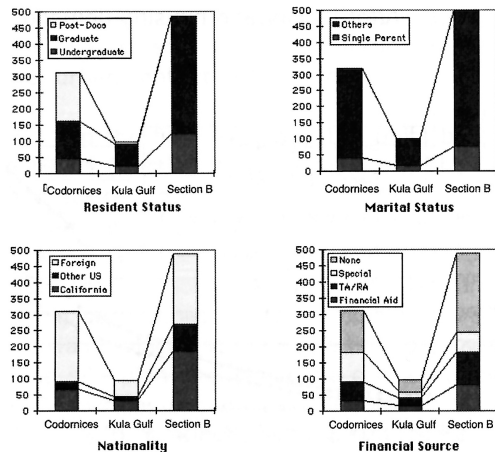 500
450
400
350
300
250
200
150
100
50
0
Post-Docs
Graduate
Undergraduate
Codornices Kula Gulf Section B
Resident Status
500
450
400
350
300
250
200
150
100
50
0
Others
Single Parent
Codornices Kula Gulf Section B
Marital Status
500
450
400
350
300
250
200
150
100
50
0
Foreign
Other US
California
Codornices Kula Gulf Section B
Nationality
500
450
400
350
300
250
200
150
100
50
0
None
Special
TA/RA
Financial Aid
Codornices Kula Gulf Section B
Financial Source